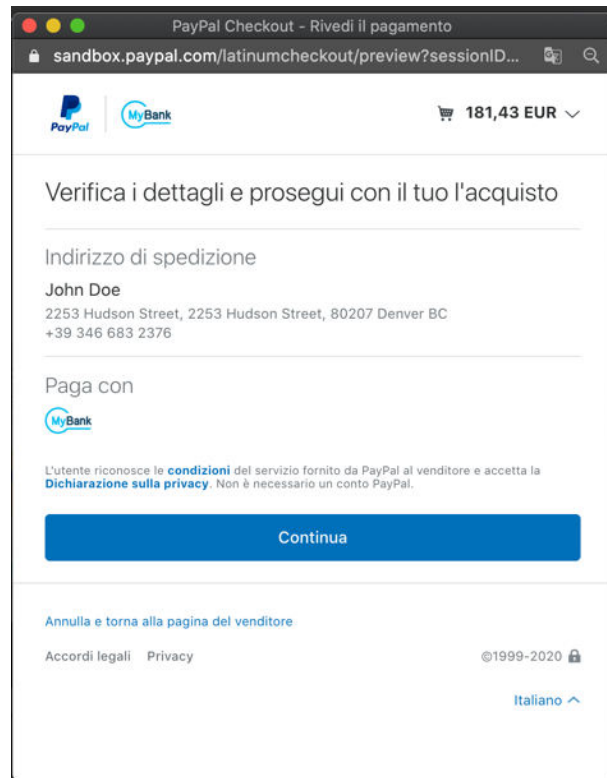 PayPal Checkout - Rivedi il pagamento
sandbox.paypal.com/latinumcheckout/preview?sessionID...
PayPal
MyBank
181,43 EUR
Verifica i dettagli e prosegui con il tuo l'acquisto
Indirizzo di spedizione
John Doe
2253 Hudson Street, 2253 Hudson Street, 80207 Denver BC
+39 346 683 2376
Paga con
MyBank
L'utente riconosce le condizioni del servizio fornito da PayPal al venditore e accetta la
Dichiarazione sulla privacy. Non è necessario un conto PayPal.
Continua
Annulla e torna alla pagina del venditore
Accordi legali Privacy ©1999-2020
Italiano